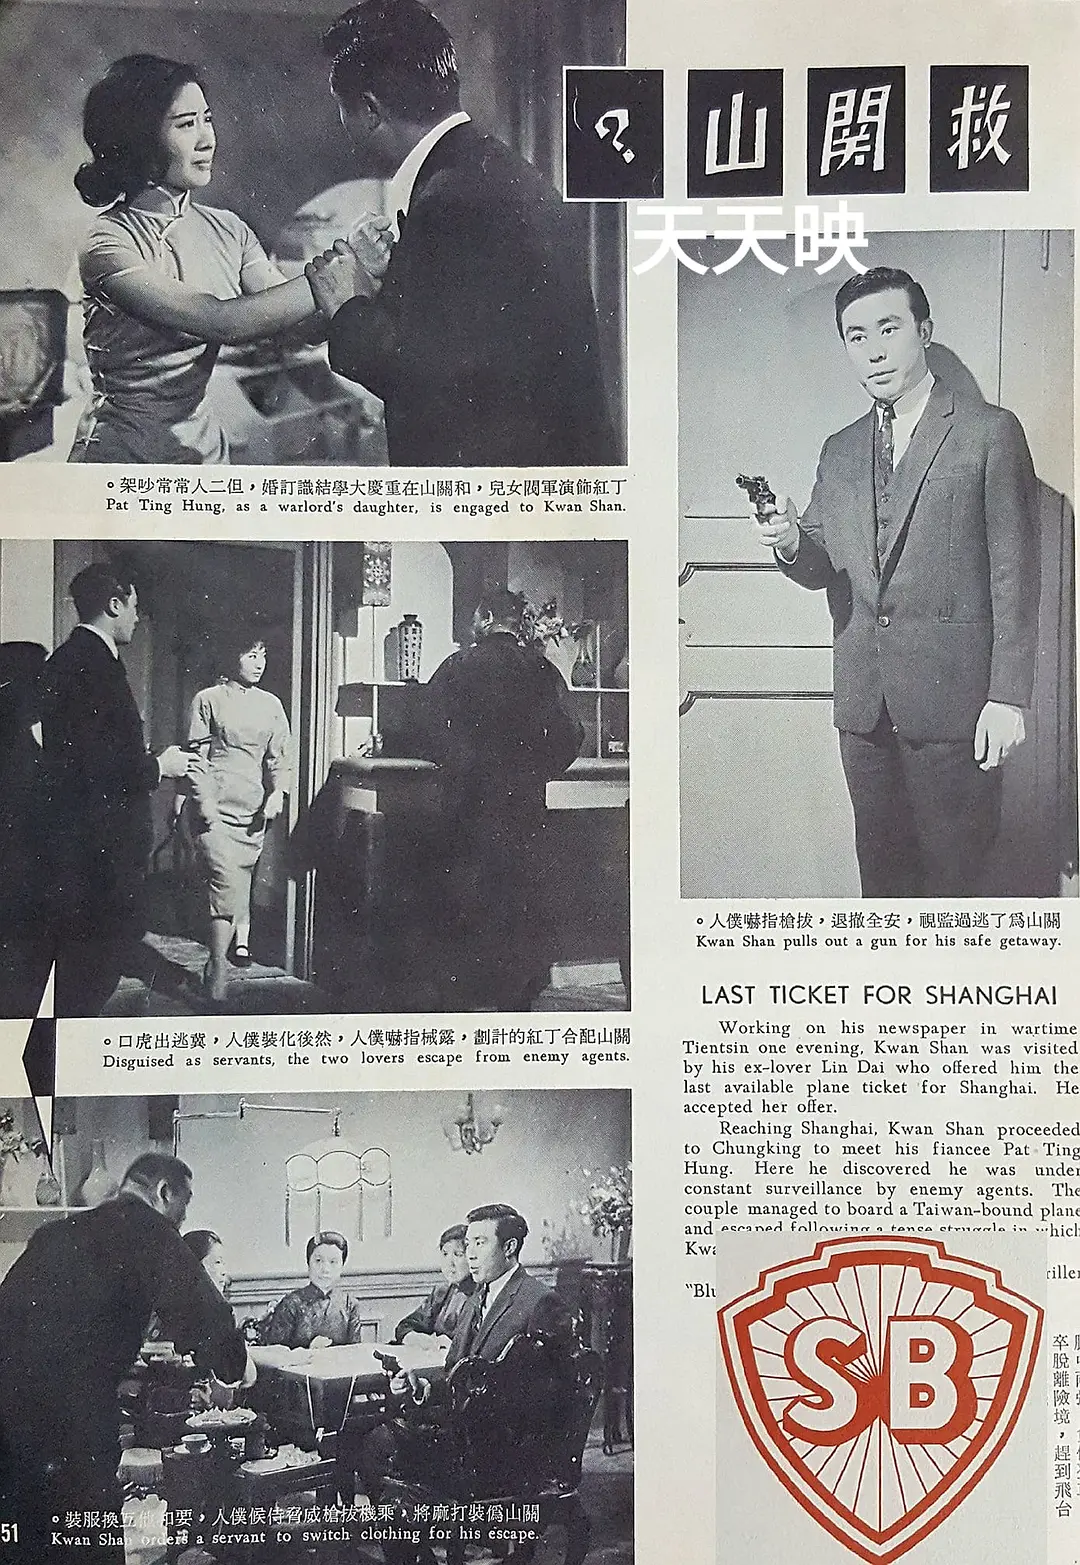 救関山？
天天映
丁紅飾演軍閥女兒，和關山在重慶大學結識訂婚，但二人常常吵架。
Pat Ting Hung, as a warlord's daughter, is engaged to Kwan Shan.
關山配合丁紅的計劃，露械指嚇僕人，然後化裝僕人，冀逃出虎口。
Disguised as servants, the two lovers escape from enemy agents.
關山僞裝打麻將，乘機拔槍威脅侍候僕人，要和他互換服裝。
Kwan Shan orders a servant to switch clothing for his escape.
51
關山爲了逃過監視，安全撤退，拔槍指嚇僕人。
Kwan Shan pulls out a gun for his safe getaway.
LAST TICKET FOR SHANGHAI
Working on his newspaper in wartime
Tientsin one evening, Kwan Shan was visited
by his ex-lover Lin Dai who offered him the
last available plane ticket for Shanghai. He
accepted her offer.
Reaching Shanghai, Kwan Shan proceeded
to Chungking to meet his fiancee Pat Ting
Hung. Here he discovered he was under
constant surveillance by enemy agents. The
couple managed to board a Taiwan-bound plane
and escaped following a tense struggle in which
Kwa
"Blu
卒脫離險境，趕到飛台
SB